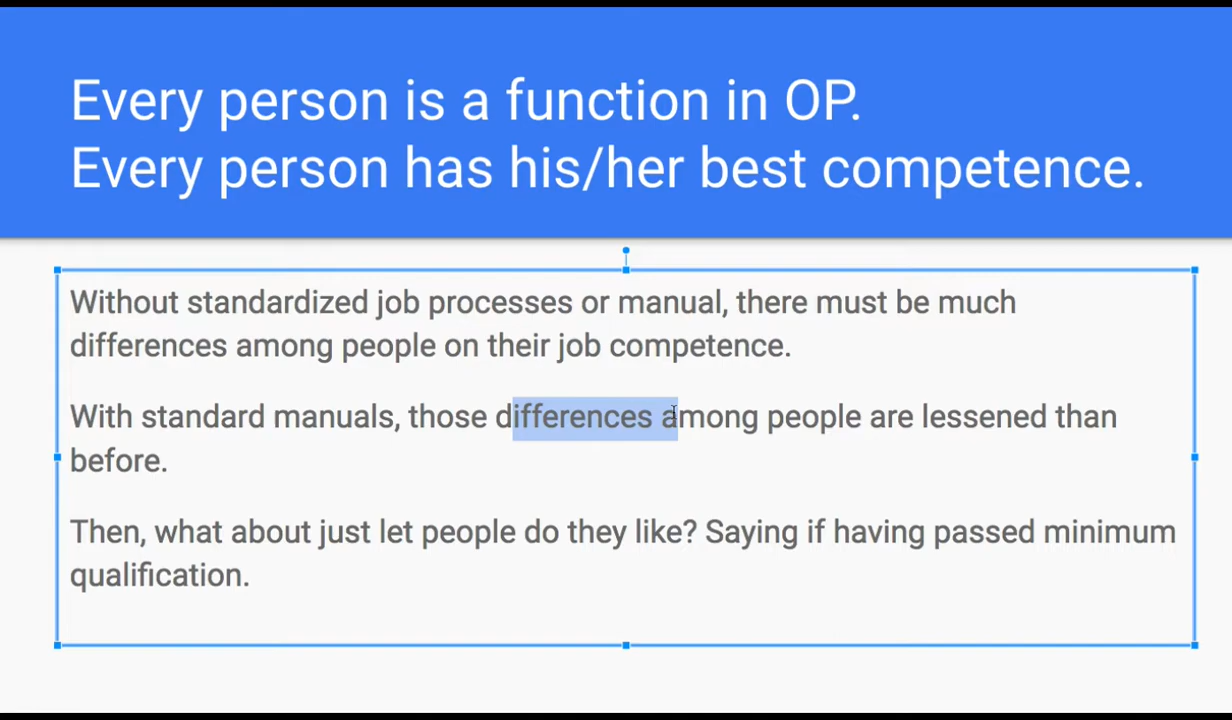 Every person is a function in OP.
Every person has his/her best competence.
Without standardized job processes or manual, there must be much
differences among people on their job competence.
With standard manuals, those differences among people are lessened than
before.
Then, what about just let people do they like? Saying if having passed minimum
qualification.